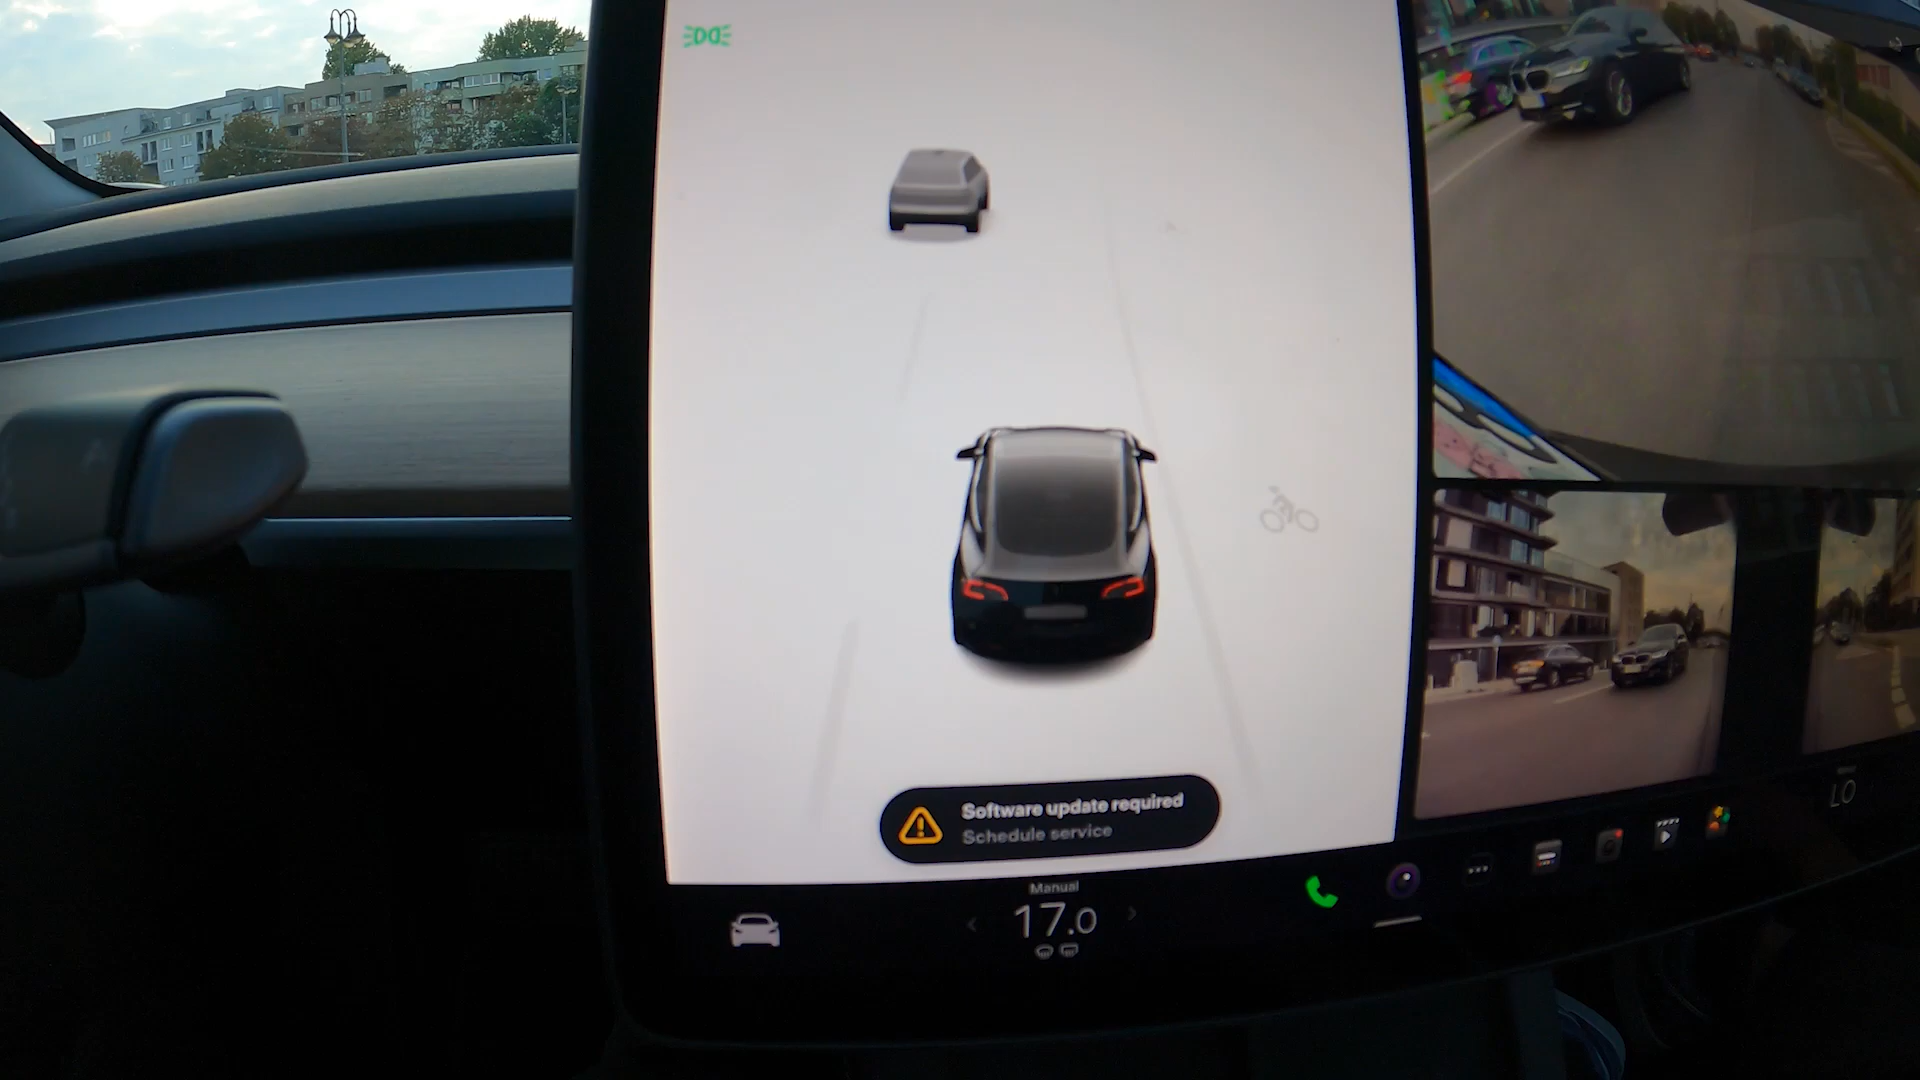 Software update required
Schedule service
Manual
17.0
LO